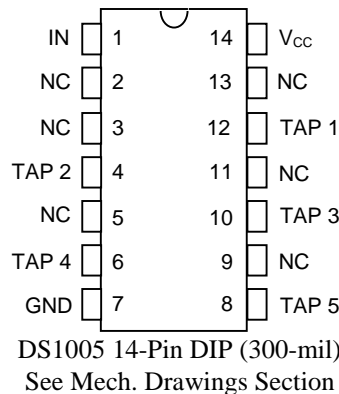 IN 1 14 VCC
NC 2 13 NC
NC 3 12 TAP 1
TAP 2 4 11 NC
NC 5 10 TAP 3
TAP 4 6 9 NC
GND 7 8 TAP 5
DS1005 14-Pin DIP (300-mil)
See Mech. Drawings Section